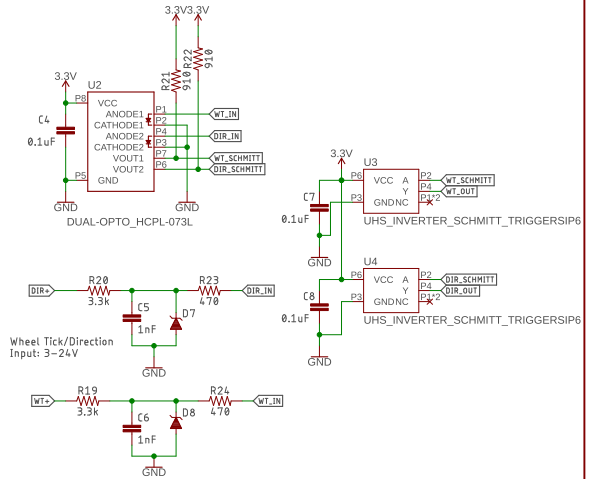 3.3V3.3V
R22
910
R21
910
3.3V
U2
C4
0.1uF
P8
VCC
ANODE1
CATHODE1
ANODE2
CATHODE2
VOUT1
VOUT2
P5
GND
P1
P2
P4
P3
P7
P6
WT_IN
DIR_IN
WT_SCHMITT
DIR_SCHMITT
GND
GND
DUAL-OPTO_HCPL-073L
3.3V
U3
C7
0.1uF
P6
P3
VCC
A
Y
GND
NC
P2
P4
P1*2
WT_SCHMITT
WT_OUT
UHS_INVERTER_SCHMITT_TRIGGERSIP6
GND
U4
C8
0.1uF
P6
P3
VCC
A
Y
GND
NC
P2
P4
P1*2
DIR_SCHMITT
DIR_OUT
UHS_INVERTER_SCHMITT_TRIGGERSIP6
GND
DIR+
R20
3.3k
C5
1nF
D7
R23
470
DIR_IN
GND
Wheel Tick/Direction
Input: 3-24V
WT+
R19
3.3k
C6
1nF
D8
R24
470
WT_IN
GND